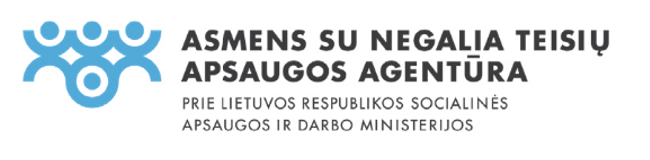 ASMENS SU NEGALIA TEISIŲ
APSAUGOS AGENTŪRA
PRIE LIETUVOS RESPUBLIKOS SOCIALINĖS
APSAUGOS IR DARBO MINISTERIJOS